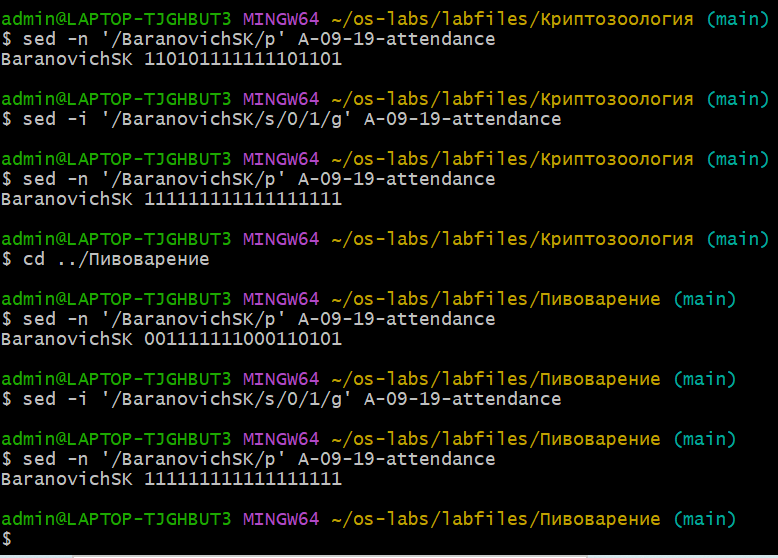 admin@LAPTOP-TJGHBUT3 MINGW64 ~/os-labs/labfiles/Криптозоология (main)
$ sed -n '/BaranovichSK/p' A-09-19-attendance
BaranovichSK 110101111111101101
admin@LAPTOP-TJGHBUT3 MINGW64 ~/os-labs/labfiles/Криптозоология (main)
$ sed -i '/BaranovichSK/s/0/1/g' A-09-19-attendance
admin@LAPTOP-TJGHBUT3 MINGW64 ~/os-labs/labfiles/Криптозоология (main)
$ sed -n '/BaranovichSK/p' A-09-19-attendance
BaranovichSK 111111111111111111
admin@LAPTOP-TJGHBUT3 MINGW64 ~/os-labs/labfiles/Криптозоология (main)
$ cd ../Пивоварение
admin@LAPTOP-TJGHBUT3 MINGW64 ~/os-labs/labfiles/Пивоварение (main)
$ sed -n '/BaranovichSK/p' A-09-19-attendance
BaranovichSK 001111111000110101
admin@LAPTOP-TJGHBUT3 MINGW64 ~/os-labs/labfiles/Пивоварение (main)
$ sed -i '/BaranovichSK/s/0/1/g' A-09-19-attendance
admin@LAPTOP-TJGHBUT3 MINGW64 ~/os-labs/labfiles/Пивоварение (main)
$ sed -n '/BaranovichSK/p' A-09-19-attendance
BaranovichSK 111111111111111111
admin@LAPTOP-TJGHBUT3 MINGW64 ~/os-labs/labfiles/Пивоварение (main)
$